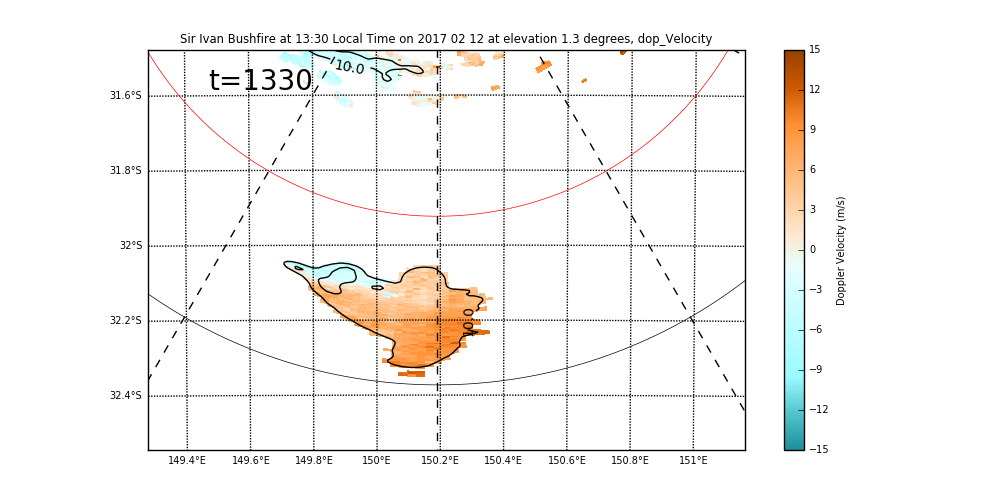 Sir Ivan Bushfire at 13:30 Local Time on 2017 02 12 at elevation 1.3 degrees, dop_Velocity
t=1330
10.0
31.6°S
31.8°S
32°S
32.2°S
32.4°S
149.4°E 149.6°E 149.8°E 150°E 150.2°E 150.4°E 150.6°E 150.8°E 151°E
15
12
9
6
3
0
−3
−6
−9
−12
−15
Doppler Velocity (m/s)